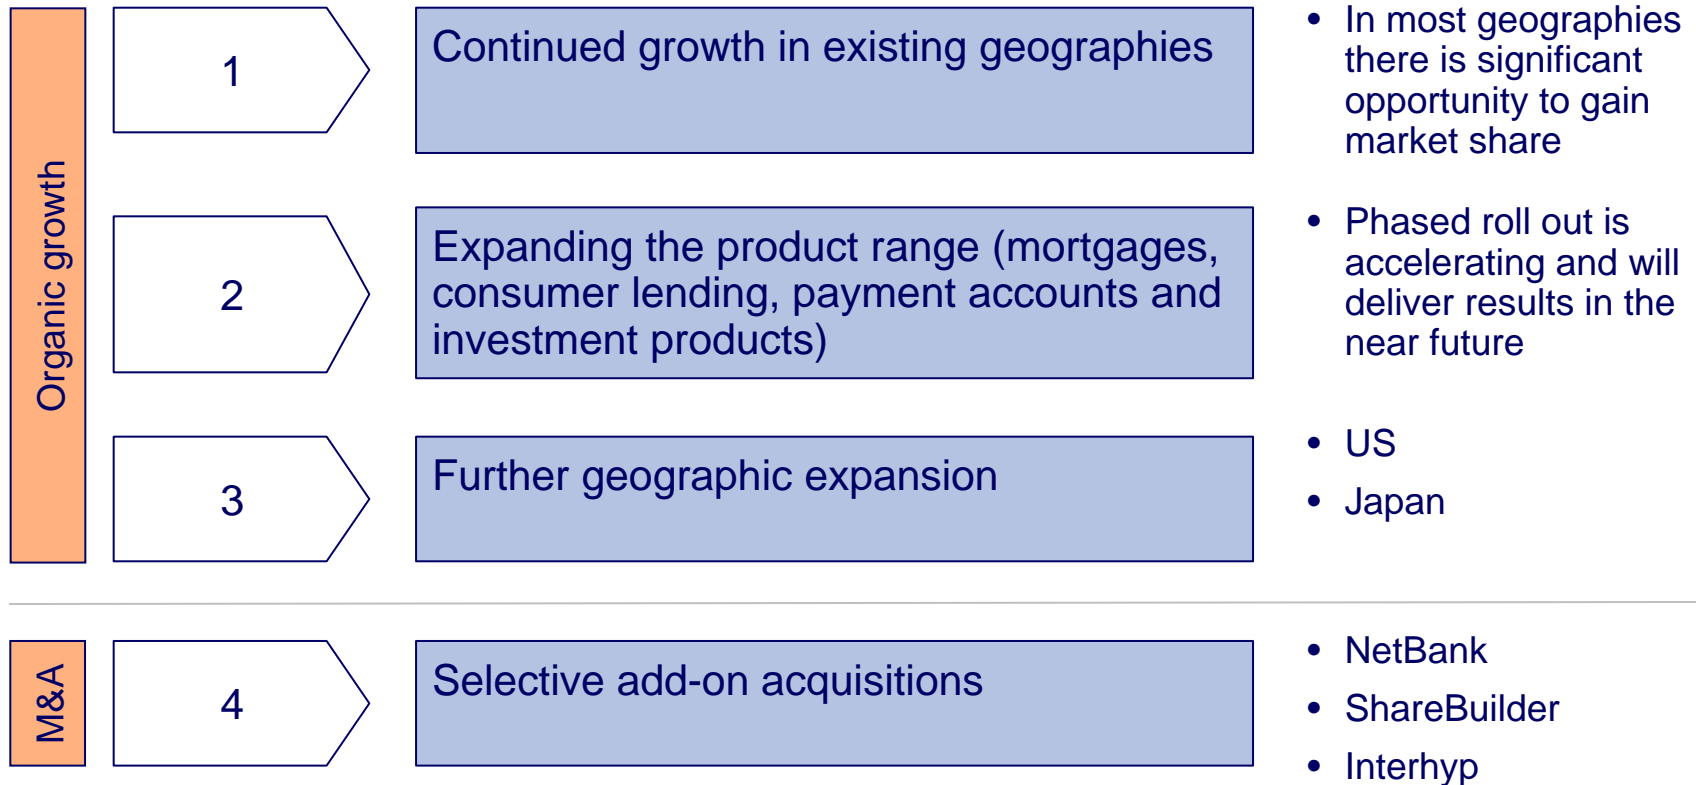 Organic growth
1
Continued growth in existing geographies
• In most geographies
there is significant
opportunity to gain
market share
2
Expanding the product range (mortgages,
consumer lending, payment accounts and
investment products)
• Phased roll out is
accelerating and will
deliver results in the
near future
3
Further geographic expansion
• US
• Japan
M&A
4
Selective add-on acquisitions
• NetBank
• ShareBuilder
• Interhyp